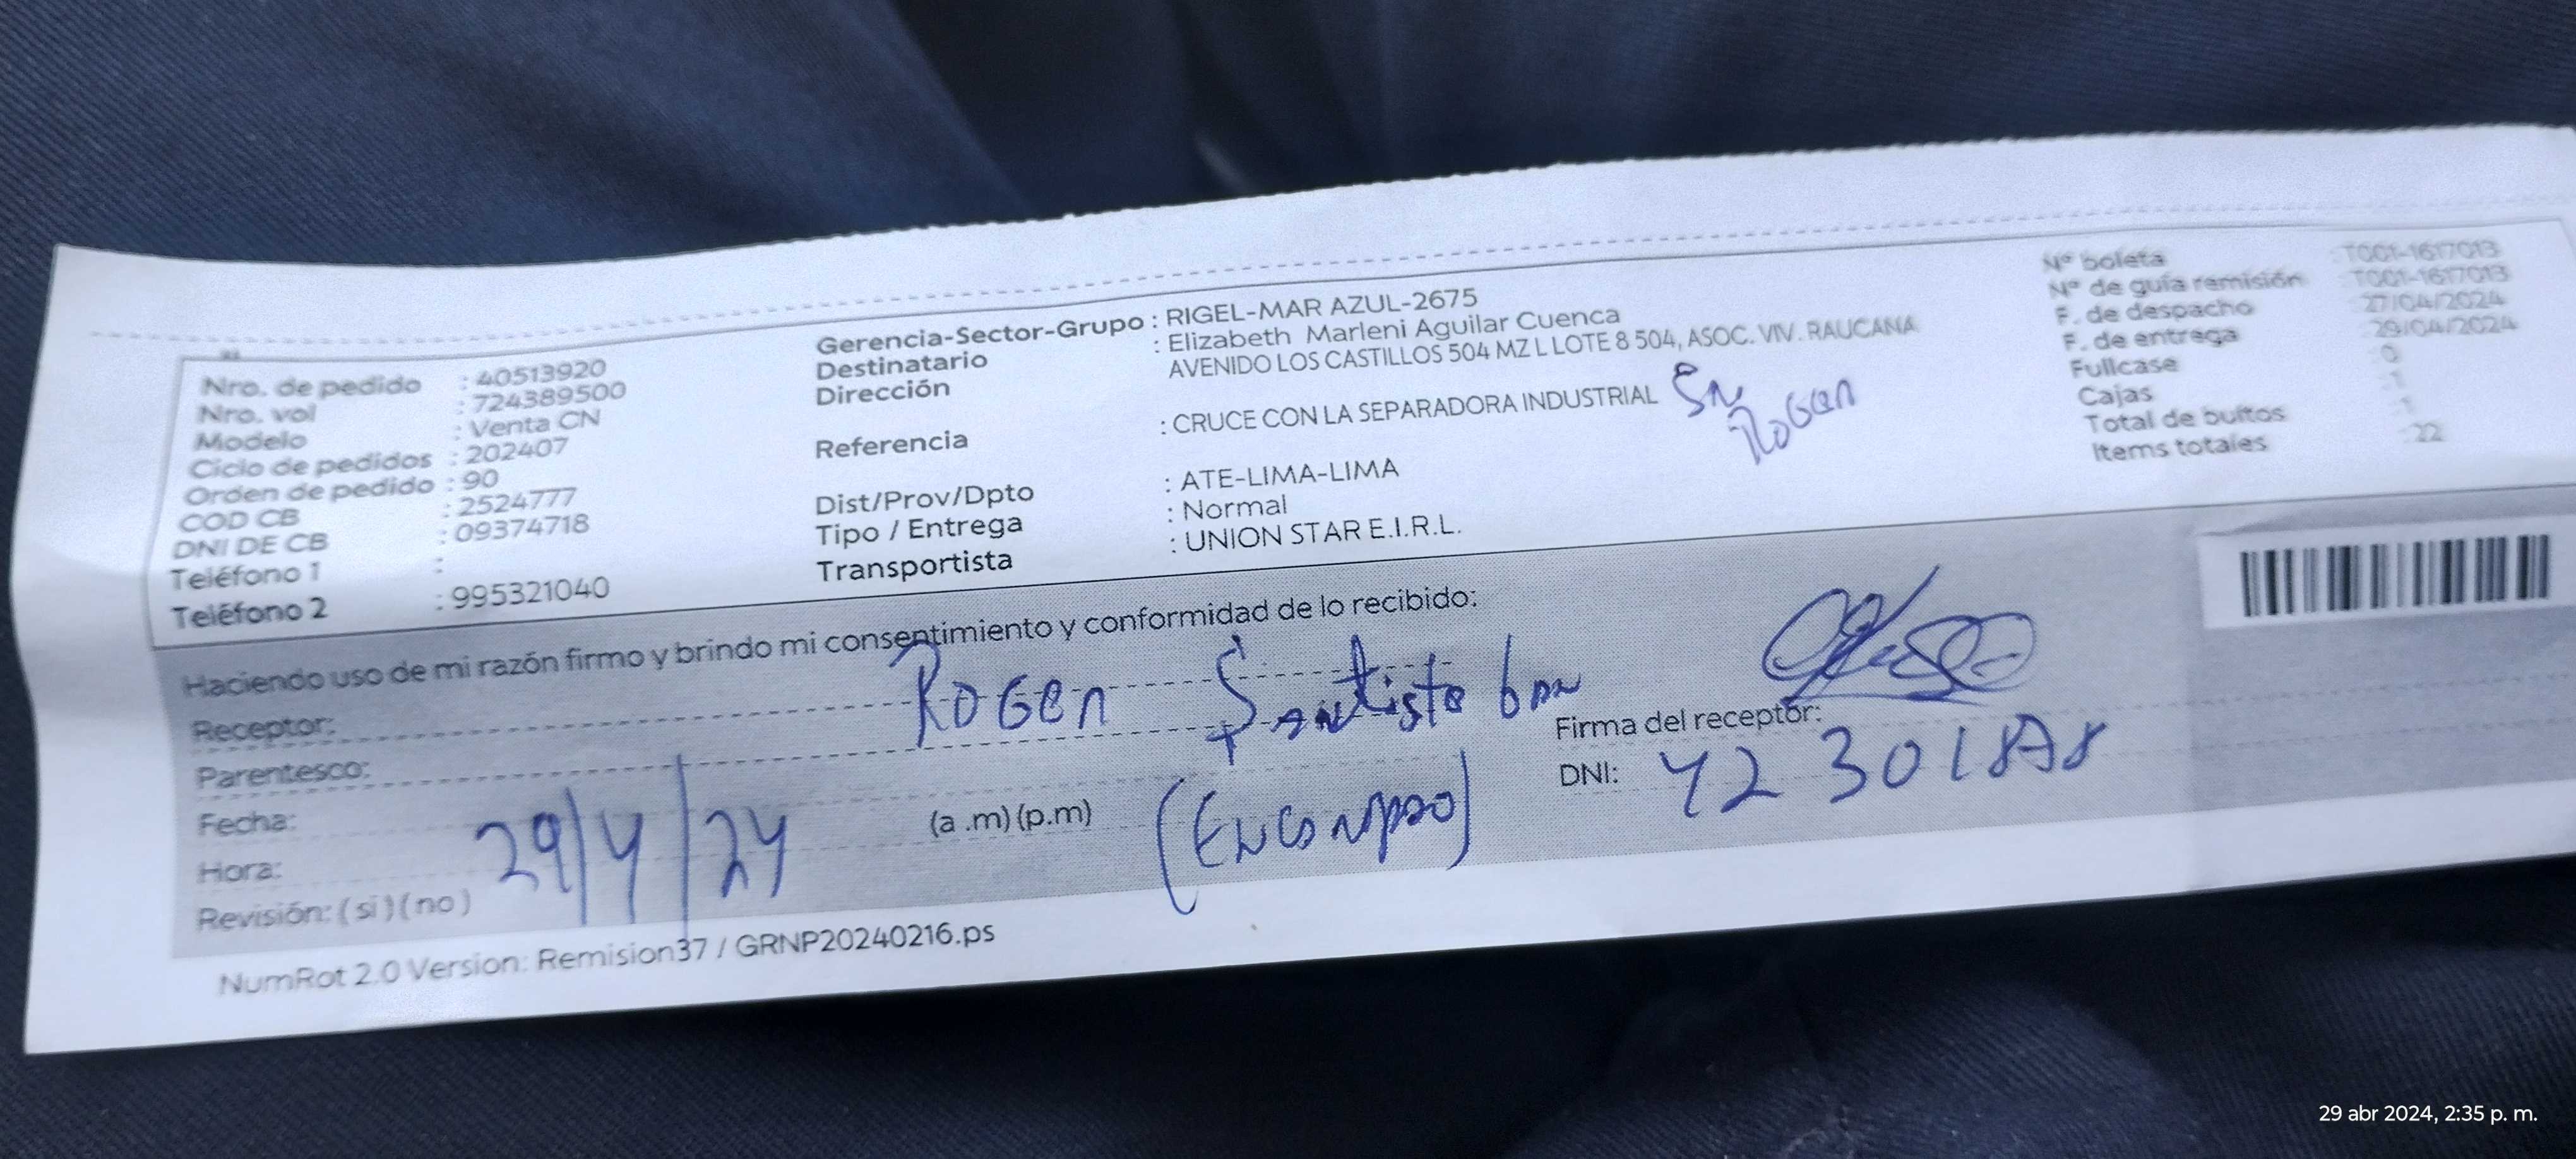 Nro. de pedido : 40513920
Nro. vol : 724389500
Modelo : Venta CN
Ciclo de pedidos : 202407
Orden de pedido : 90
COD CB : 2524777
DNI DE CB : 09374718
Teléfono 1 :
Teléfono 2 : 995321040
Gerencia-Sector-Grupo : RIGEL-MAR AZUL-2675
Destinatario : Elizabeth Marleni Aguilar Cuenca
Dirección AVENIDO LOS CASTILLOS 504 MZ L LOTE 8 504, ASOC. VIV. RAUCANA
Referencia : CRUCE CON LA SEPARADORA INDUSTRIAL
Dist/Prov/Dpto : ATE-LIMA-LIMA
Tipo / Entrega : Normal
Transportista : UNION STAR E.I.R.L.
Sr
Roger
Nº boleta : T001-1617013
Nº de guía remisión T001-1617013
F. de despacho 27/04/2024
F. de entrega 29/04/2024
Fullcase 0
Cajas 1
Total de bultos 1
Items totales 22
Haciendo uso de mi razón firmo y brindo mi consentimiento y conformidad de lo recibido:
Receptor: Roger
Parentesco:
Fecha: 29/4/24
Hora: (a .m) (p.m)
Revisión: ( si ) ( no )
Firma del receptor:
DNI:
NumRot 2.0 Version: Remision37 / GRNP20240216.ps
29 abr 2024, 2:35 p. m.